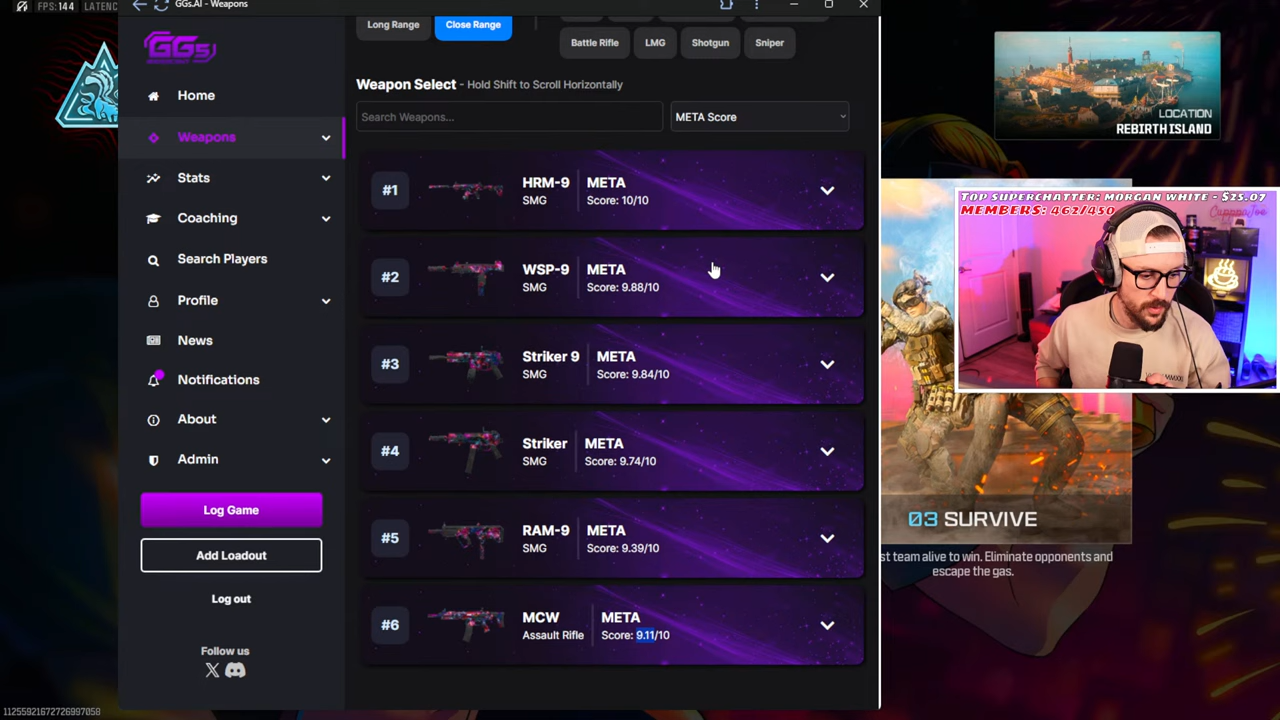 FPS: 144 LATENC
GGs.AI - Weapons
GGs
Home
Weapons
Stats
Coaching
Search Players
Profile
News
Notifications
About
Admin
Log Game
Add Loadout
Log out
Follow us
Long Range
Close Range
Battle Rifle
LMG
Shotgun
Sniper
Weapon Select - Hold Shift to Scroll Horizontally
Search Weapons...
META Score
#1
HRM-9
SMG
META
Score: 10/10
#2
WSP-9
SMG
META
Score: 9.88/10
#3
Striker 9
SMG
META
Score: 9.84/10
#4
Striker
SMG
META
Score: 9.74/10
#5
RAM-9
SMG
META
Score: 9.39/10
#6
MCW
Assault Rifle
META
Score: 9.11/10
LOCATION
REBIRTH ISLAND
TOP SUPERCHATTER: MORGAN WHITE - $25.07
MEMBERS: 462/450
03 SURVIVE
st team alive to win. Eliminate opponents and
escape the gas.
11255921672726997058